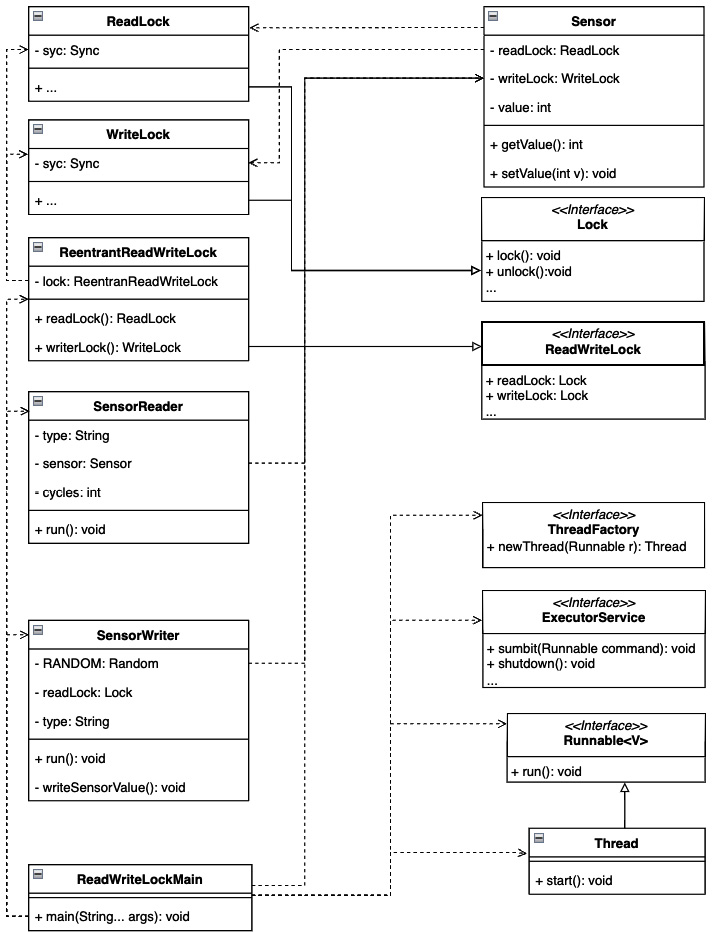 ReadLock
- syc: Sync
+ ...
WriteLock
- syc: Sync
+ ...
ReentrantReadWriteLock
- lock: ReentranReadWriteLock
+ readLock(): ReadLock
+ writerLock(): WriteLock
SensorReader
- type: String
- sensor: Sensor
- cycles: int
+ run(): void
SensorWriter
- RANDOM: Random
- readLock: Lock
- type: String
+ run(): void
- writeSensorValue(): void
ReadWriteLockMain
+ main(String... args): void
Sensor
- readLock: ReadLock
- writeLock: WriteLock
- value: int
+ getValue(): int
+ setValue(int v): void
<<Interface>>
Lock
+ lock(): void
+ unlock():void
...
<<Interface>>
ReadWriteLock
+ readLock: Lock
+ writeLock: Lock
...
<<Interface>>
ThreadFactory
+ newThread(Runnable r): Thread
<<Interface>>
ExecutorService
+ sumbit(Runnable command): void
+ shutdown(): void
...
<<Interface>>
Runnable<V>
+ run(): void
Thread
+ start(): void